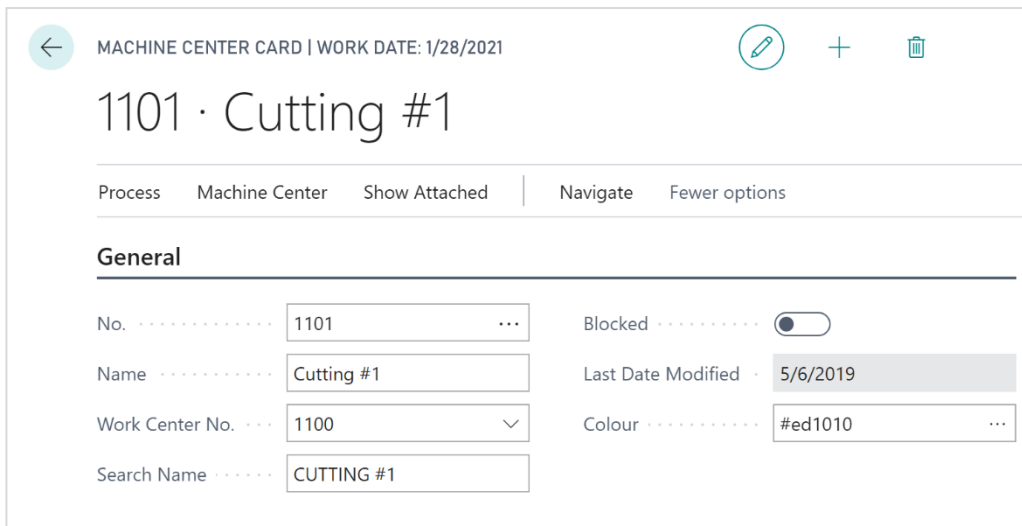 MACHINE CENTER CARD | WORK DATE: 1/28/2021
1101 · Cutting #1
Process Machine Center Show Attached Navigate Fewer options
General
No. 1101 ...
Blocked
Name Cutting #1
Last Date Modified 5/6/2019
Work Center No. 1100
Colour #ed1010 ...
Search Name CUTTING #1